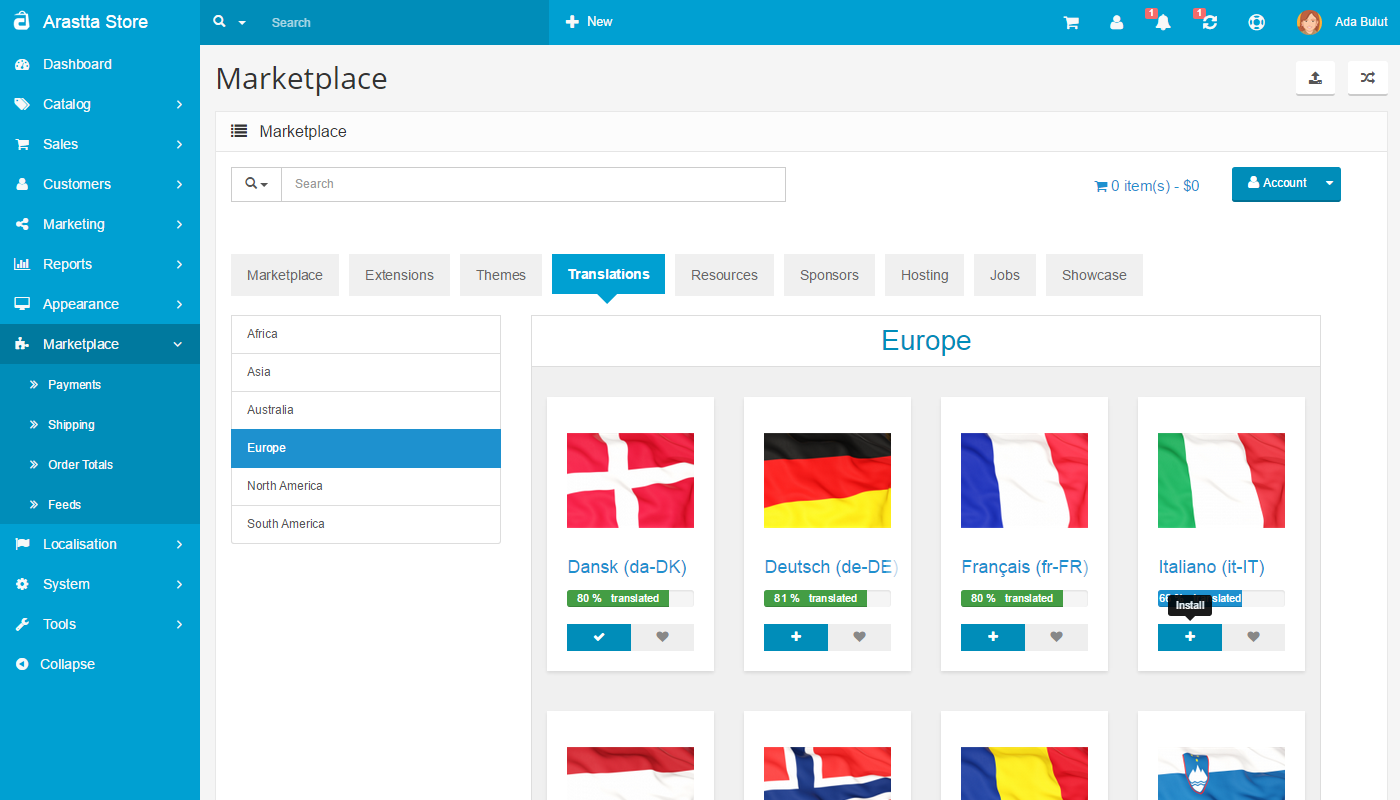 Arastta Store
Search
New
1
1
Ada Bulut
Dashboard
Catalog
Sales
Customers
Marketing
Reports
Appearance
Marketplace
Payments
Shipping
Order Totals
Feeds
Localisation
System
Tools
Collapse
Marketplace
Marketplace
Search
0 item(s) - $0
Account
Marketplace
Extensions
Themes
Translations
Resources
Sponsors
Hosting
Jobs
Showcase
Africa
Asia
Australia
Europe
North America
South America
Europe
Dansk (da-DK)
80 % translated
Deutsch (de-DE)
81 % translated
Français (fr-FR)
80 % translated
Italiano (it-IT)
Install